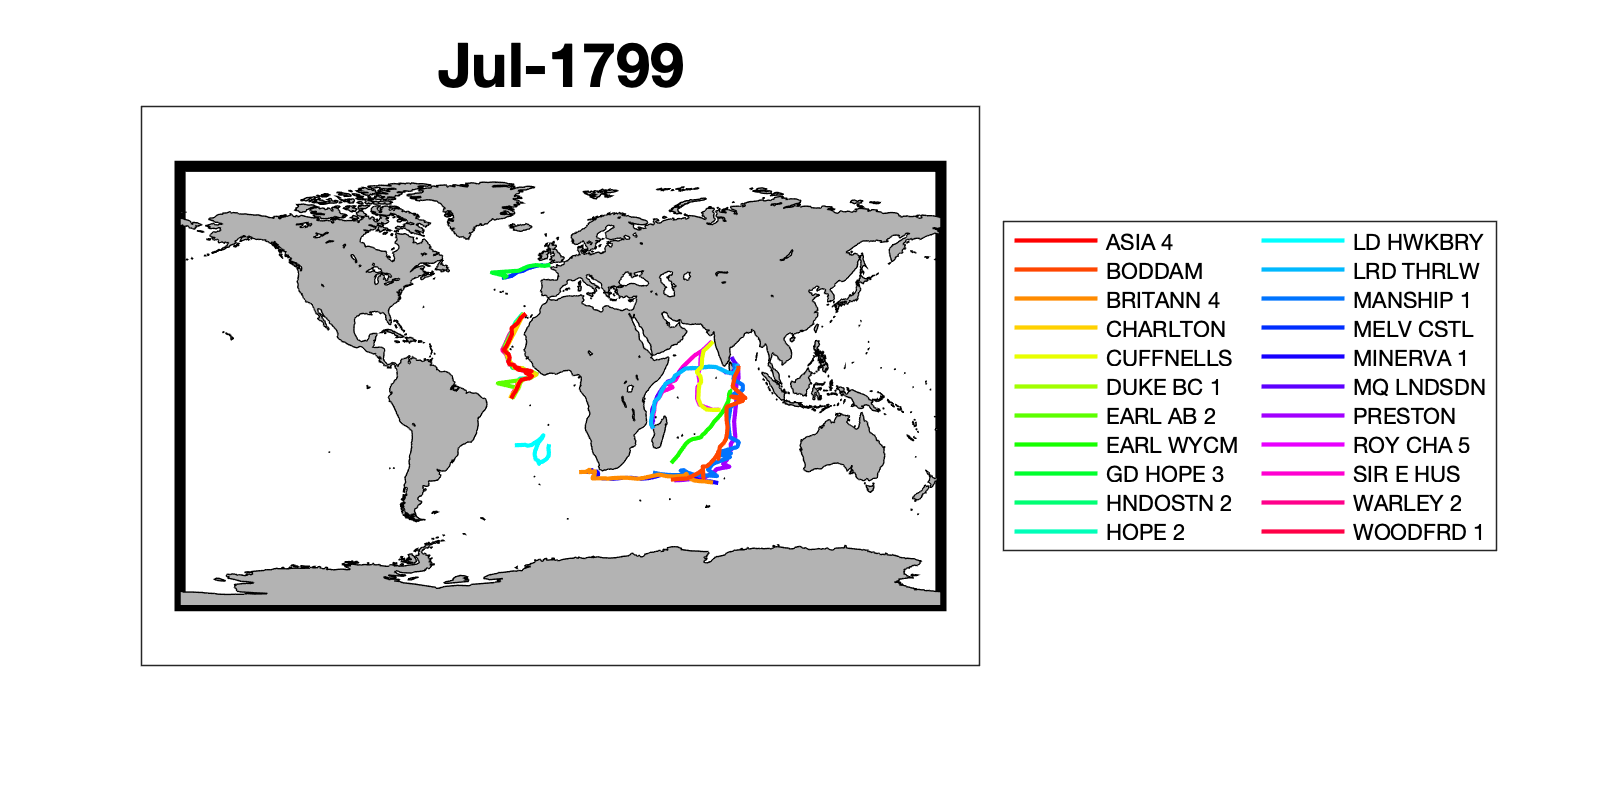 Jul-1799
ASIA 4
BODDAM
BRITANN 4
CHARLTON
CUFFNELLS
DUKE BC 1
EARL AB 2
EARL WYCM
GD HOPE 3
HNDOSTN 2
HOPE 2
LD HWKBRY
LRD THRLW
MANSHIP 1
MELV CSTL
MINERVA 1
MQ LNDSDN
PRESTON
ROY CHA 5
SIR E HUS
WARLEY 2
WOODFRD 1